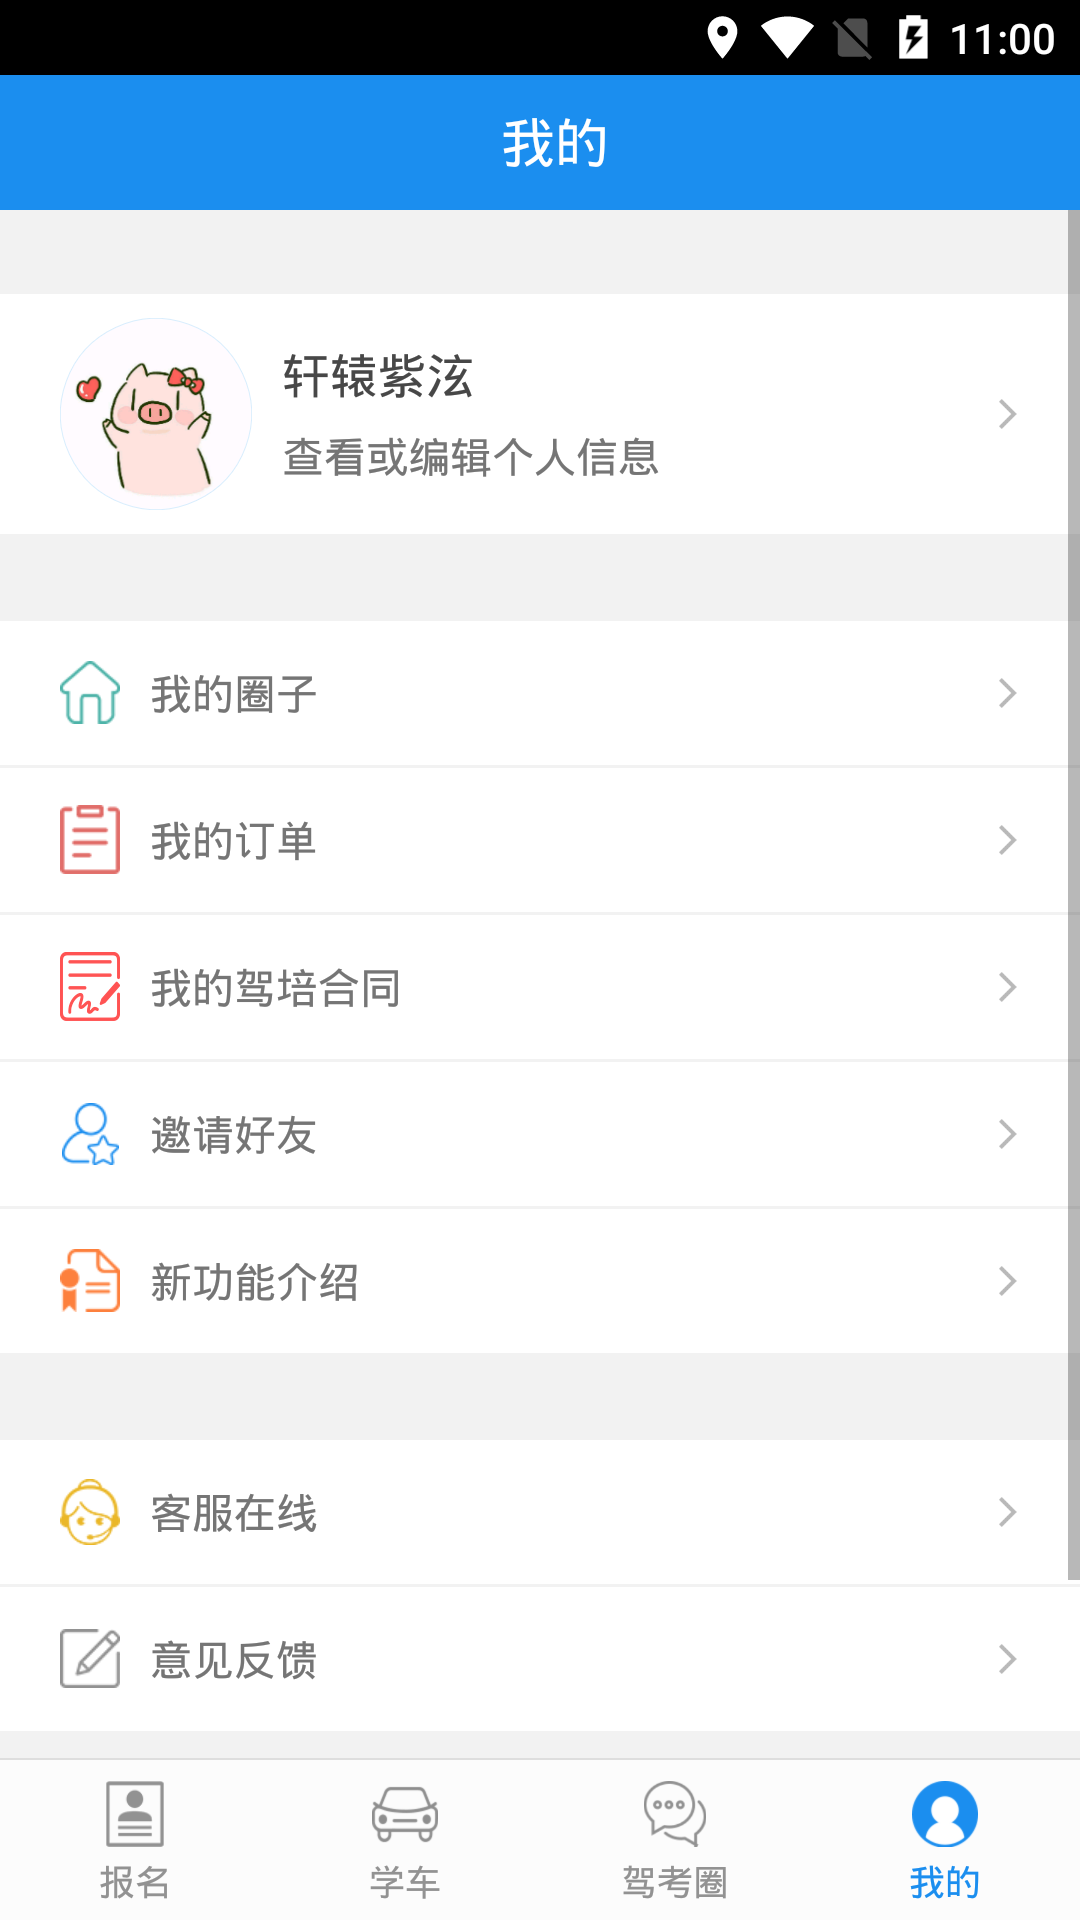 11:00
我的
轩辕紫泫
查看或编辑个人信息
我的圈子
我的订单
我的驾培合同
邀请好友
新功能介绍
客服在线
意见反馈
报名
学车
驾考圈
我的